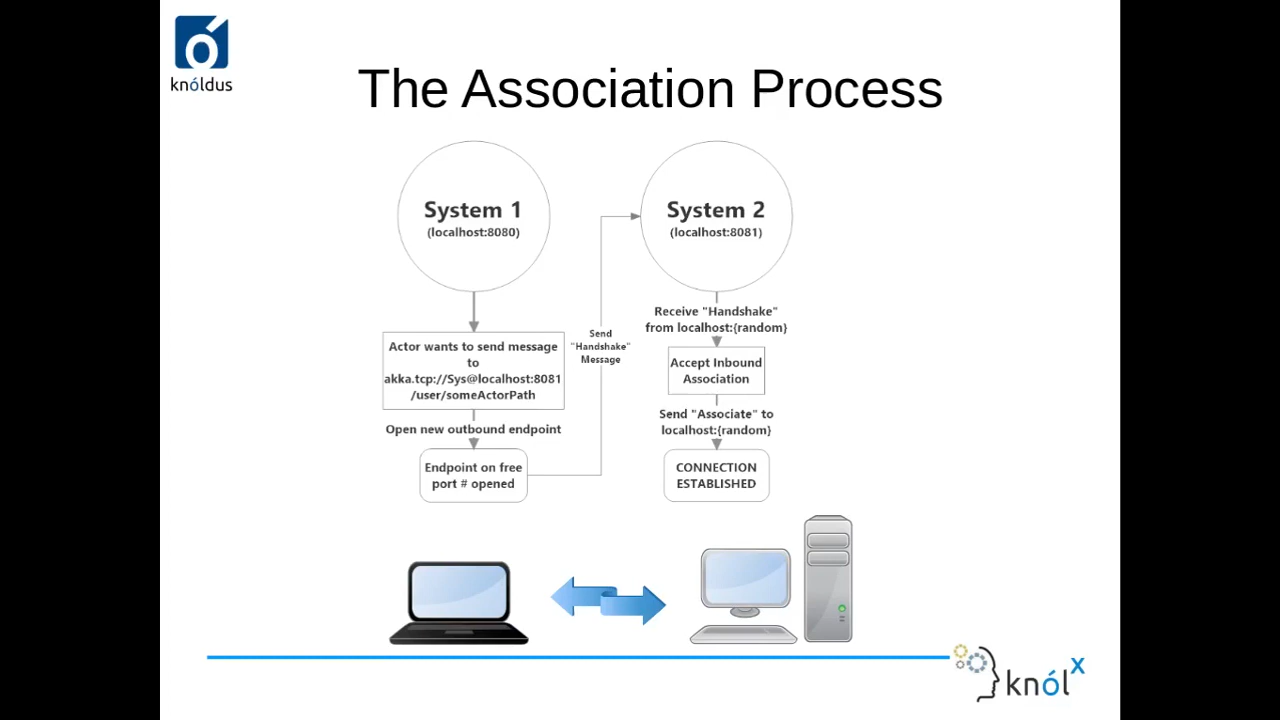 knóldus
The Association Process
System 1
(localhost:8080)
Actor wants to send message
to
akka.tcp://Sys@localhost:8081
/user/someActorPath
Open new outbound endpoint
Endpoint on free
port # opened
Send
"Handshake"
Message
System 2
(localhost:8081)
Receive "Handshake"
from localhost:{random}
Accept Inbound
Association
Send "Associate" to
localhost:{random}
CONNECTION
ESTABLISHED
knólx